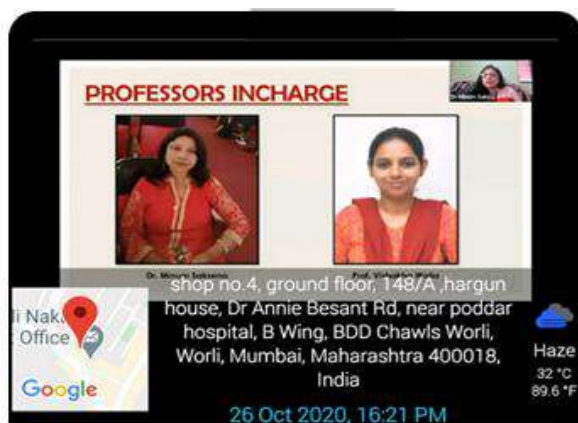 PROFESSORS INCHARGE
shop no.4, ground floor, 148/A ,hargun
house, Dr Annie Besant Rd, near poddar
hospital, B Wing, BDD Chawls Worli,
Worli, Mumbai, Maharashtra 400018,
India
26 Oct 2020, 16:21 PM
li Nak
Office
Google
Haze
32 °C
89.6 °F